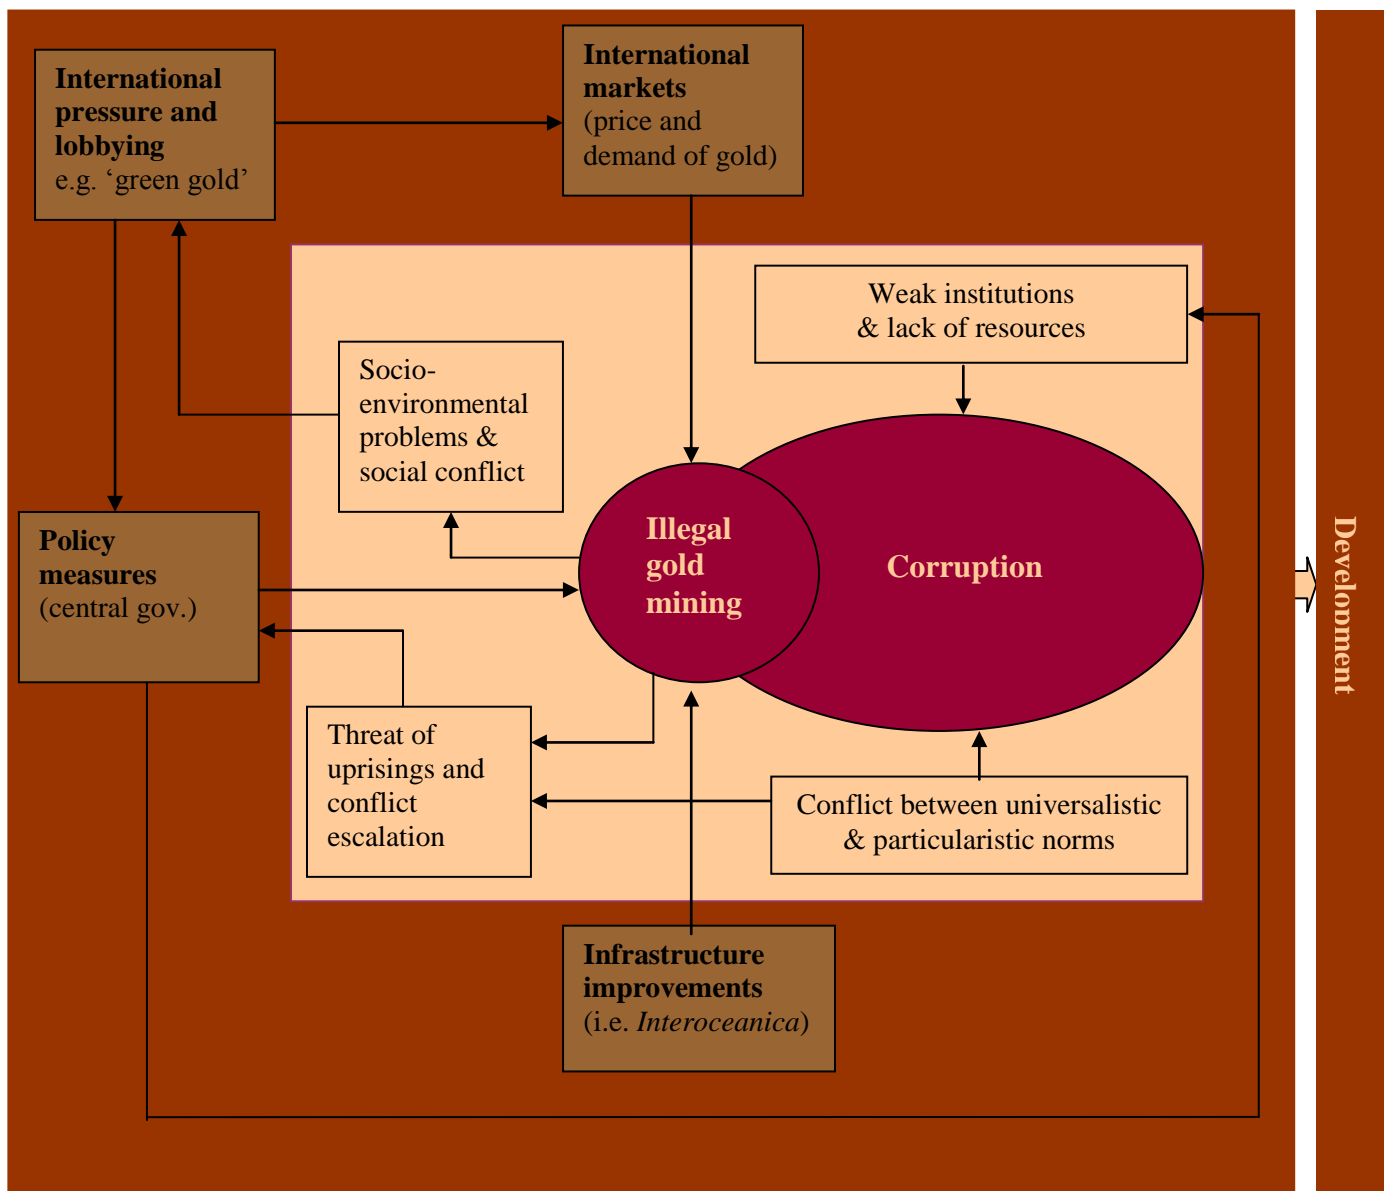 International
pressure and
lobbying
e.g. ‘green gold’
International
markets
(price and
demand of gold)
Weak institutions
& lack of resources
Socio-
environmental
problems &
social conflict
Policy
measures
(central gov.)
Illegal
gold
mining
Corruption
Development
Threat of
uprisings and
conflict
escalation
Conflict between universalistic
& particularistic norms
Infrastructure
improvements
(i.e. Interoceanica)